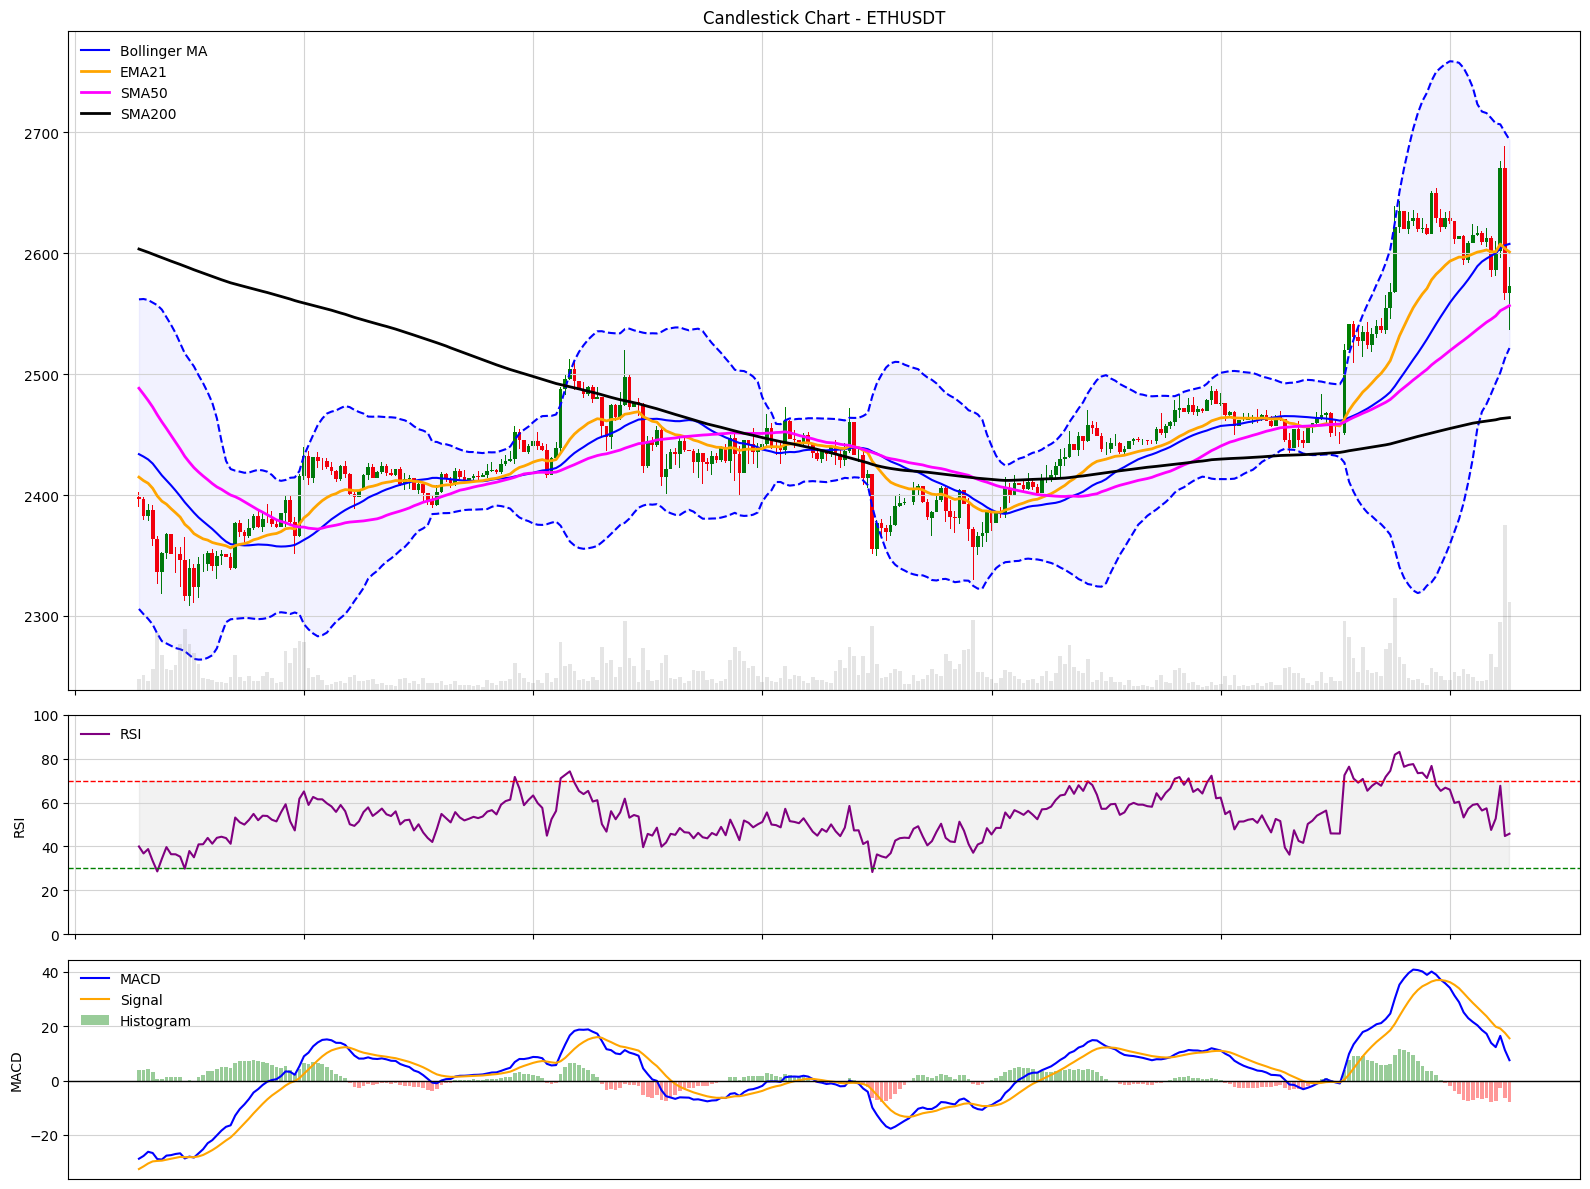 Candlestick Chart - ETHUSDT
Bollinger MA
EMA21
SMA50
SMA200
2700
2600
2500
2400
2300
100
80
60
40
20
0
RSI
RSI
40
20
0
−20
MACD
MACD
Signal
Histogram